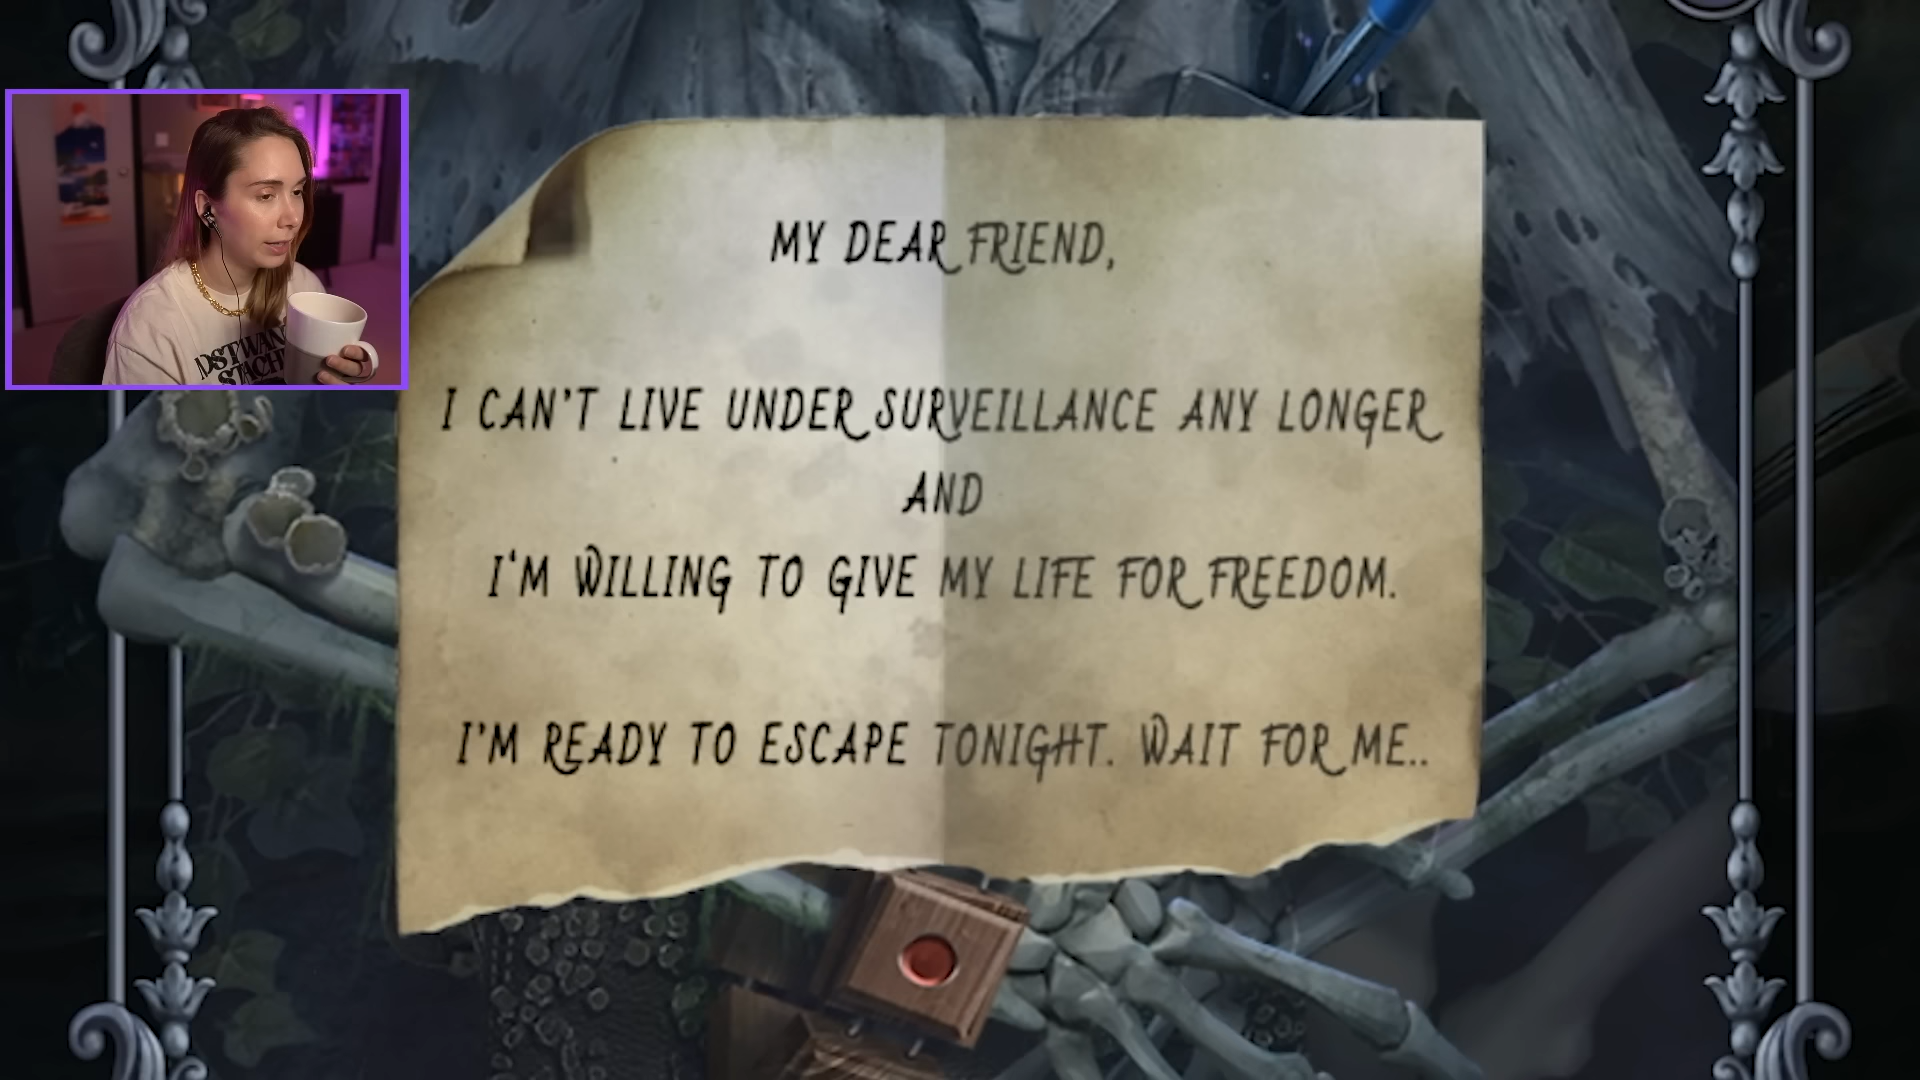 MY DEAR FRIEND,
I CAN'T LIVE UNDER SURVEILLANCE ANY LONGER
AND
I'M WILLING TO GIVE MY LIFE FOR FREEDOM.
I'M READY TO ESCAPE TONIGHT. WAIT FOR ME..